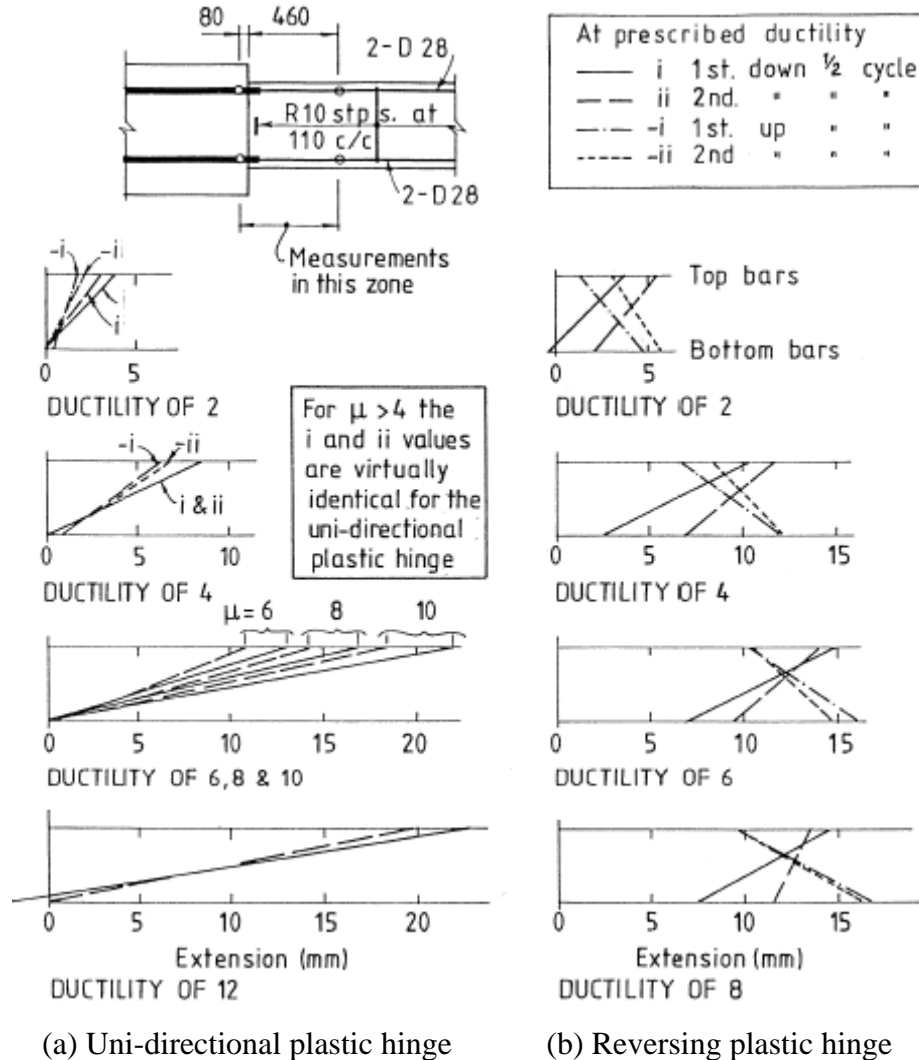 80 460
2-D 28
R10 stp s. at
110 c/c
2-D 28
Measurements
in this zone
At prescribed ductility
i 1st. down ½ cycle
ii 2nd. " " "
-i 1st. up " "
-ii 2nd " " "
-i -ii
i
0 5
DUCTILITY OF 2
Top bars
Bottom bars
0 5
DUCTILITY OF 2
For μ >4 the
i and ii values
are virtually
identical for the
uni-directional
plastic hinge
-i -ii
i & ii
0 5 10
DUCTILITY OF 4
0 5 10 15
DUCTILITY OF 4
μ= 6 8 10
0 5 10 15 20
DUCTILITY OF 6,8 & 10
0 5 10 15
DUCTILITY OF 6
0 5 10 15 20
Extension (mm)
DUCTILITY OF 12
0 5 10 15
Extension (mm)
DUCTILITY OF 8
(a) Uni-directional plastic hinge (b) Reversing plastic hinge